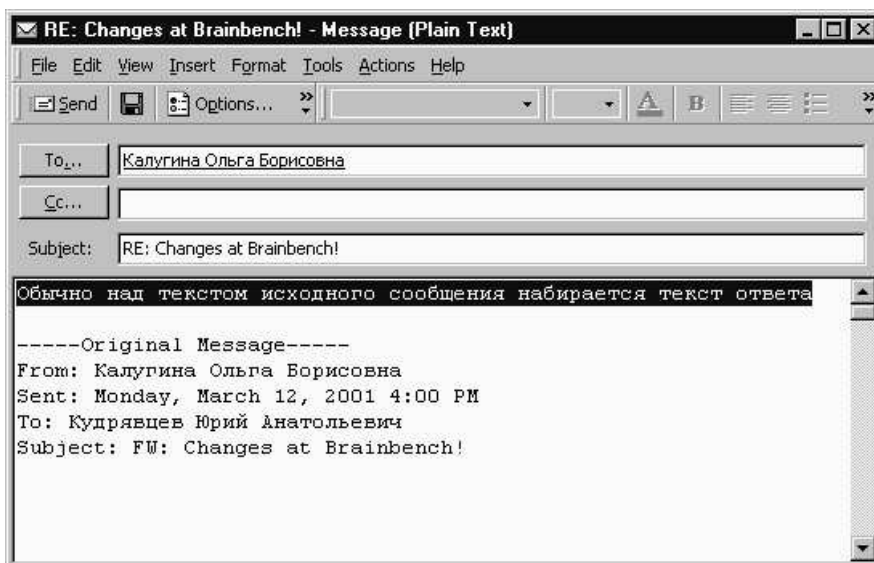 RE: Changes at Brainbench! - Message (Plain Text)
File Edit View Insert Format Tools Actions Help
Send Options... A B
To... Калугина Ольга Борисовна
Cc...
Subject: RE: Changes at Brainbench!
Обычно над текстом исходного сообщения набирается текст ответа
-----Original Message-----
From: Калугина Ольга Борисовна
Sent: Monday, March 12, 2001 4:00 PM
To: Кудрявцев Юрий Анатольевич
Subject: FW: Changes at Brainbench!